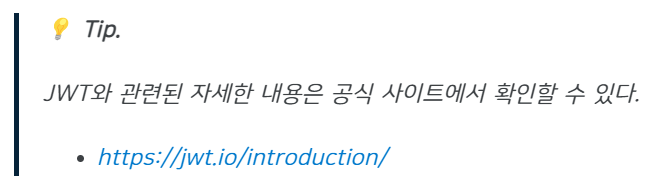 💡 Tip.
JWT와 관련된 자세한 내용은 공식 사이트에서 확인할 수 있다.
• https://jwt.io/introduction/